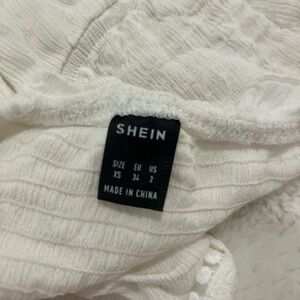 SHEIN
SIZE EU US
XS 34 2
MADE IN CHINA